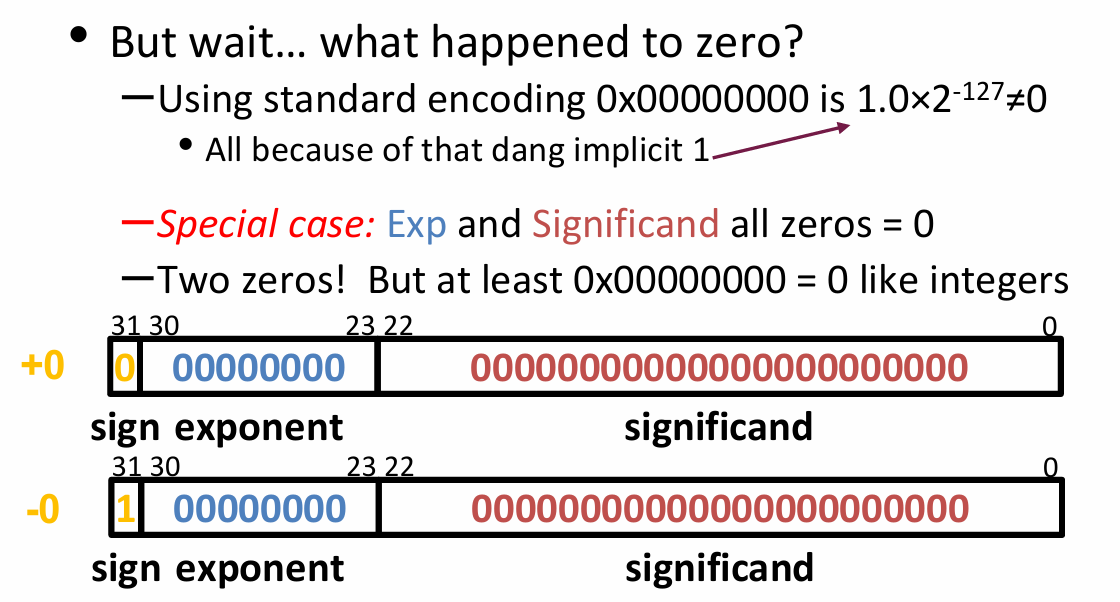 • But wait... what happened to zero?
–Using standard encoding 0x00000000 is 1.0×2⁻¹²⁷≠0
• All because of that dang implicit 1
–Special case: Exp and Significand all zeros = 0
–Two zeros! But at least 0x00000000 = 0 like integers
31 30 23 22 0
+0 0 00000000 00000000000000000000000
sign exponent significand
31 30 23 22 0
-0 1 00000000 00000000000000000000000
sign exponent significand